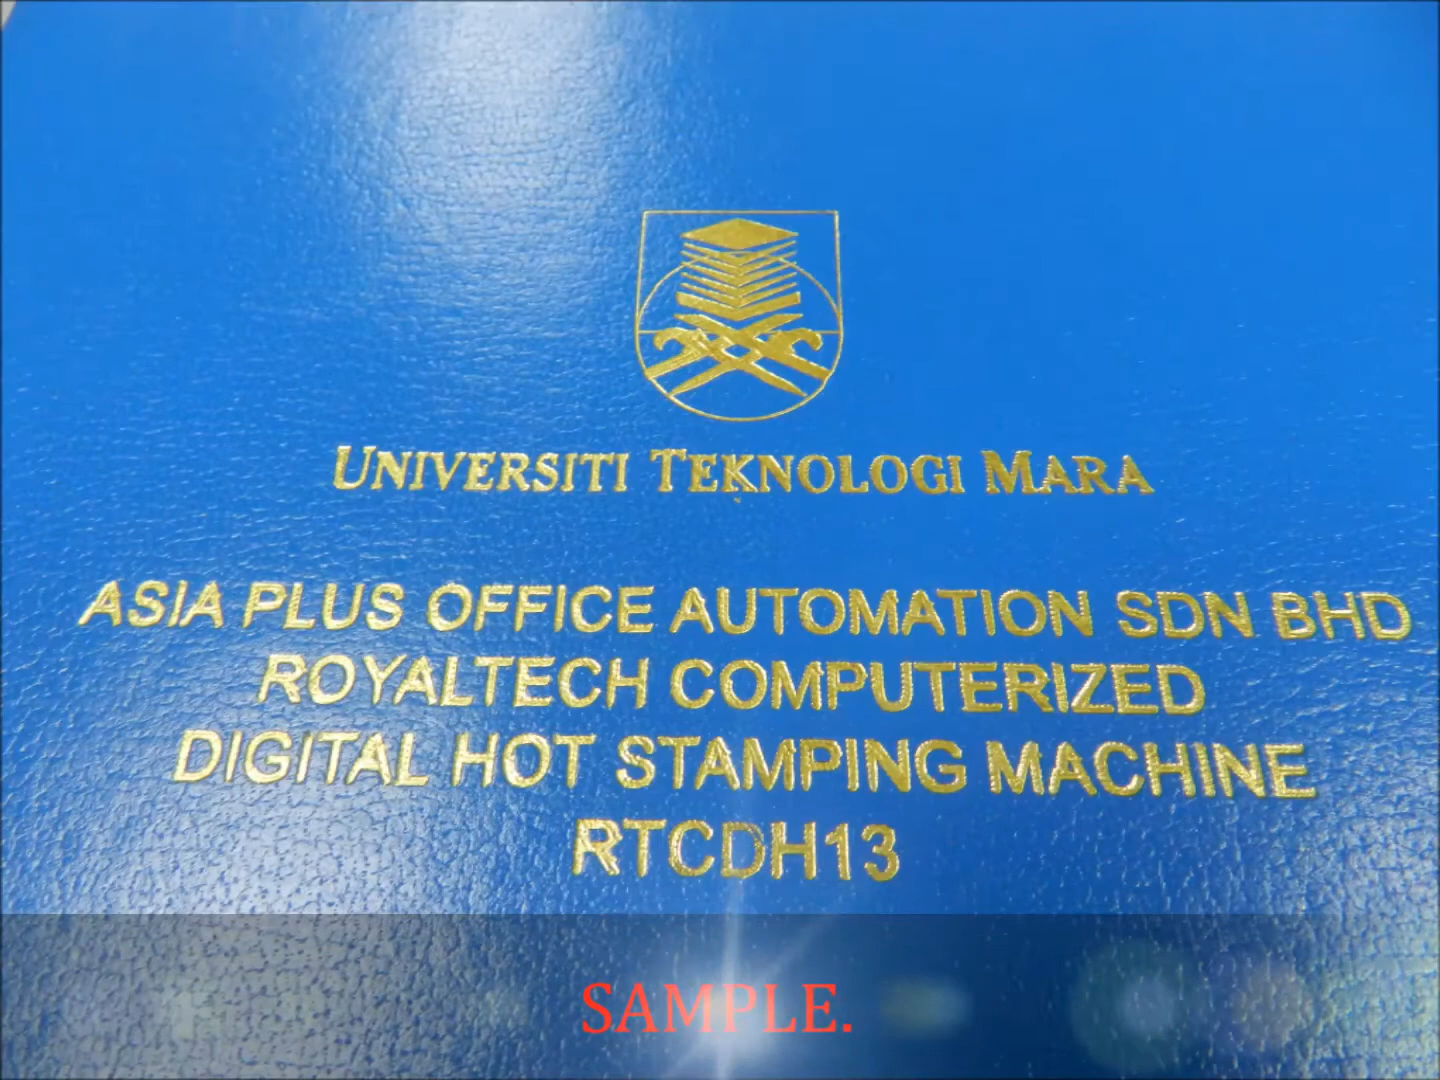 UNIVERSITI TEKNOLOGI MARA
ASIA PLUS OFFICE AUTOMATION SDN BHD
ROYALTECH COMPUTERIZED
DIGITAL HOT STAMPING MACHINE
RTCDH13
SAMPLE.